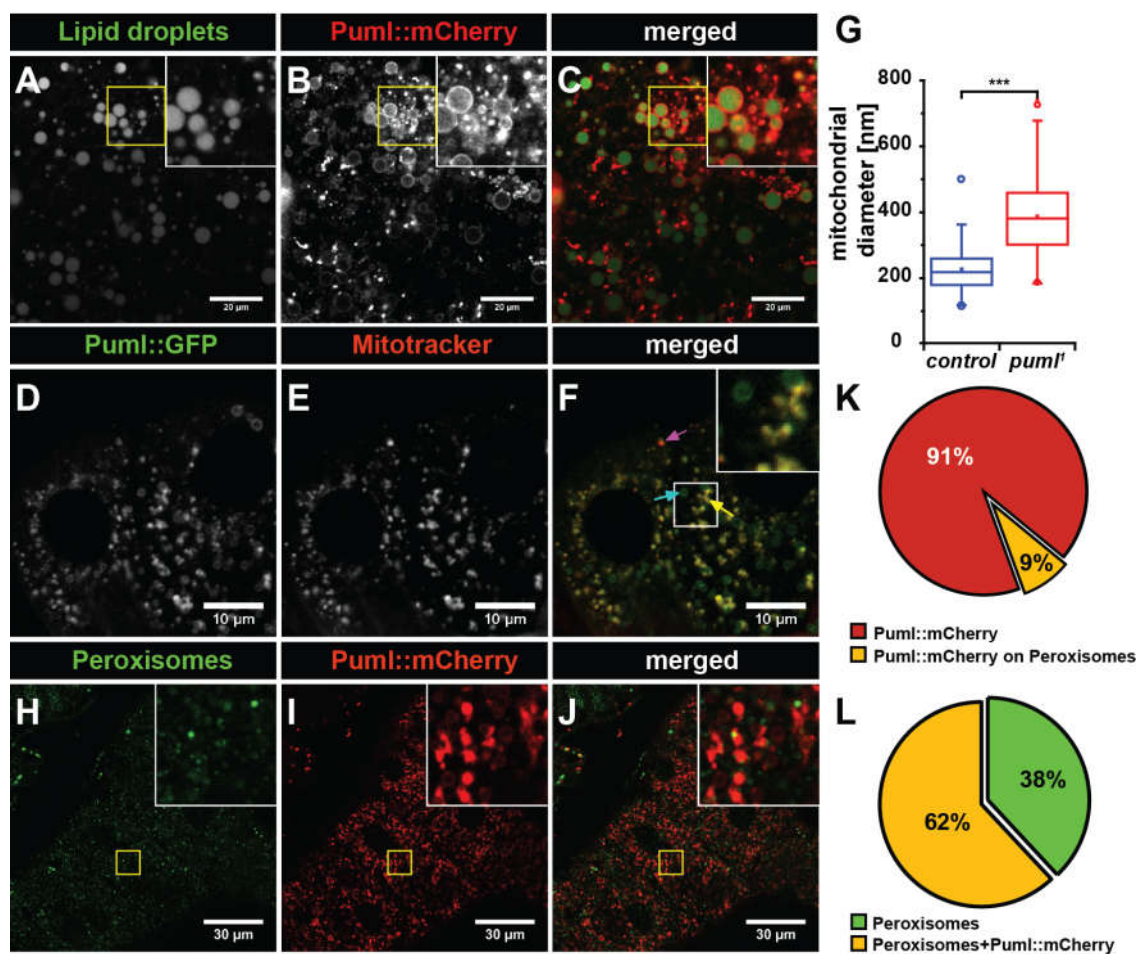 Lipid droplets
Puml::mCherry
merged
A
B
C
20 µm
20 µm
20 µm
Puml::GFP
Mitotracker
merged
D
E
F
10 µm
10 µm
10 µm
Peroxisomes
Puml::mCherry
merged
H
I
J
30 µm
30 µm
30 µm
G
mitochondrial
diameter [nm]
800
600
400
200
0
***
control
puml¹
K
91%
9%
Puml::mCherry
Puml::mCherry on Peroxisomes
L
62%
38%
Peroxisomes
Peroxisomes+Puml::mCherry